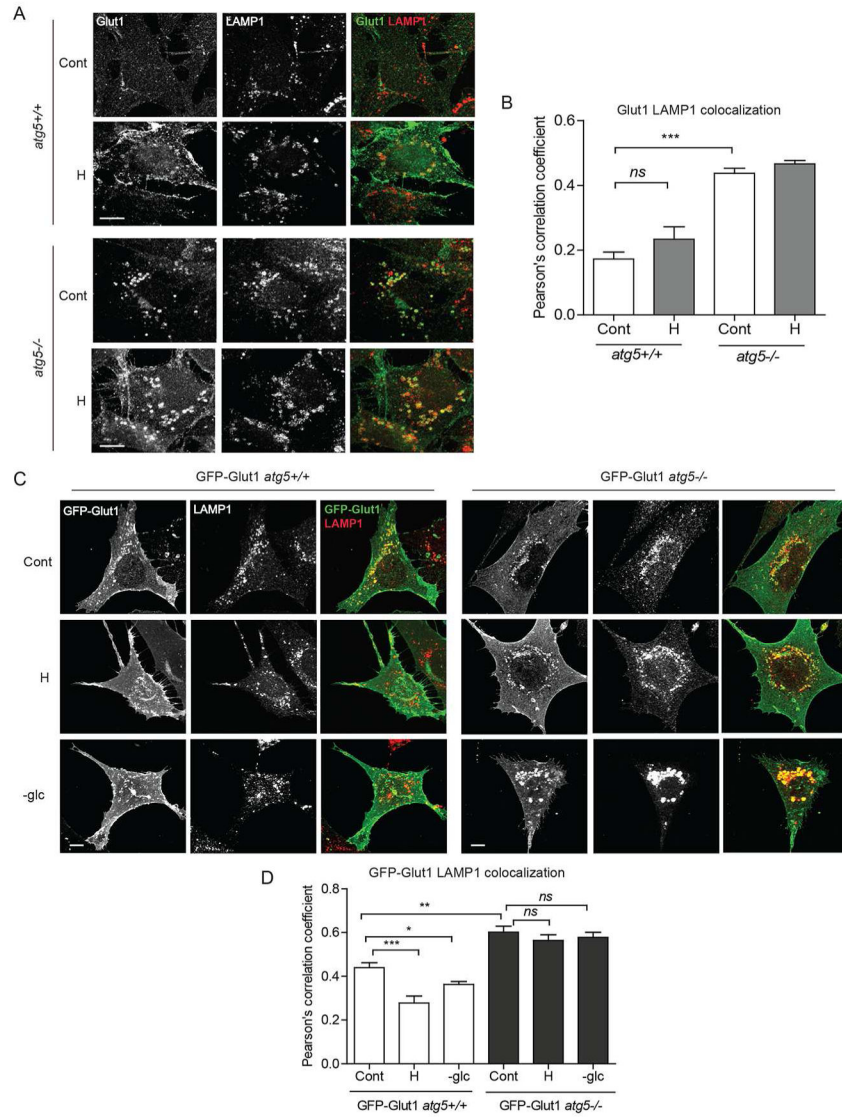 A
Glut1
LAMP1
Glut1 LAMP1
atg5+/+
Cont
H
atg5-/-
Cont
H
B
Glut1 LAMP1 colocalization
Pearson's correlation coefficient
0.6
0.4
0.2
0.0
***
ns
Cont
H
Cont
H
atg5+/+
atg5-/-
C
GFP-Glut1 atg5+/+
GFP-Glut1 atg5-/-
GFP-Glut1
LAMP1
GFP-Glut1
LAMP1
Cont
H
-glc
D
GFP-Glut1 LAMP1 colocalization
Pearson's correlation coefficient
0.8
0.6
0.4
0.2
0.0
**
*
***
ns
ns
Cont
H
-glc
Cont
H
-glc
GFP-Glut1 atg5+/+
GFP-Glut1 atg5-/-